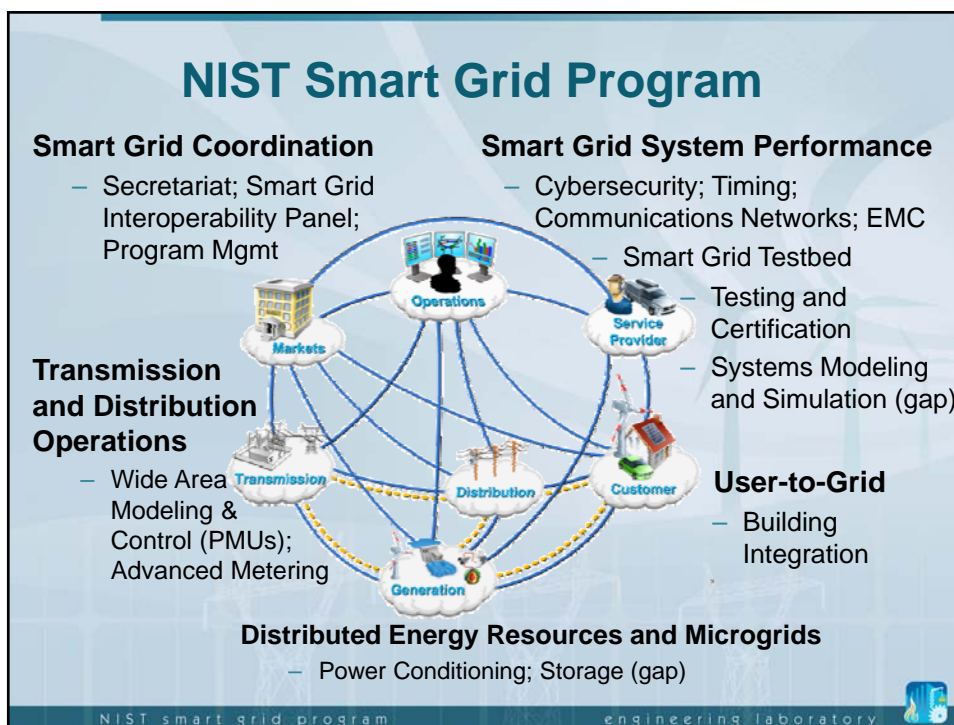 NIST Smart Grid Program
Smart Grid Coordination
– Secretariat; Smart Grid
Interoperability Panel;
Program Mgmt
Smart Grid System Performance
– Cybersecurity; Timing;
Communications Networks; EMC
– Smart Grid Testbed
– Testing and
Certification
– Systems Modeling
and Simulation (gap)
Operations
Service
Provider
Markets
Transmission
and Distribution
Operations
– Wide Area
Modeling &
Control (PMUs);
Advanced Metering
Transmission
Distribution
Customer
Generation
User-to-Grid
– Building
Integration
Distributed Energy Resources and Microgrids
– Power Conditioning; Storage (gap)
NIST smart grid program
engineering laboratory